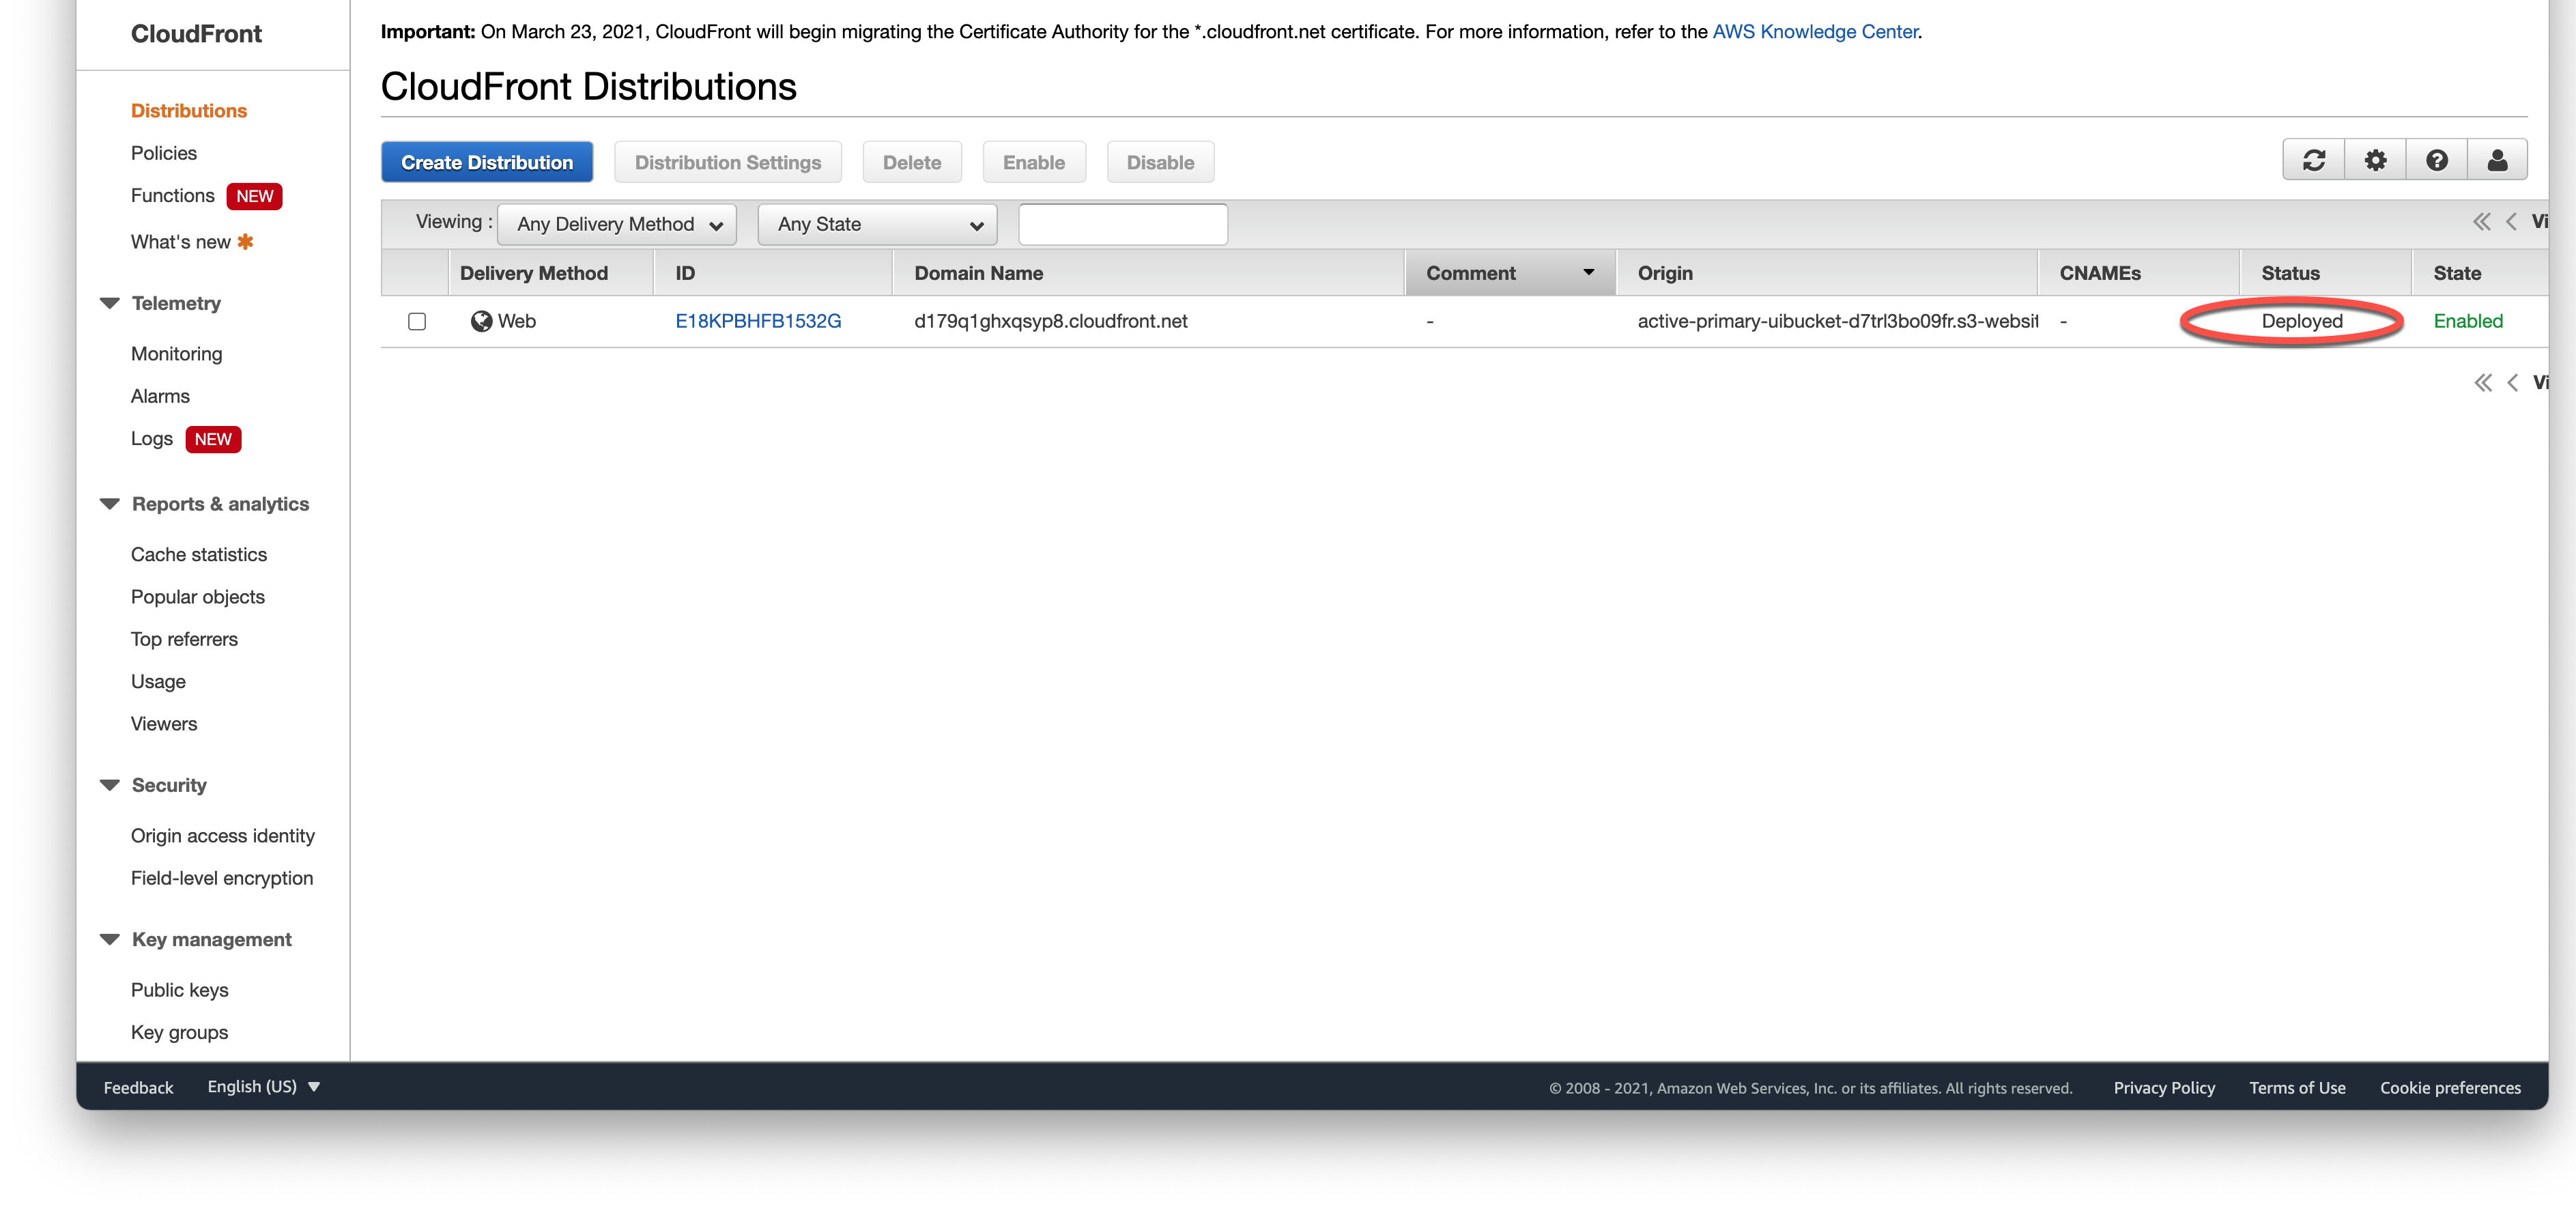 CloudFront
Distributions
Policies
Functions NEW
What's new
Telemetry
Monitoring
Alarms
Logs NEW
Reports & analytics
Cache statistics
Popular objects
Top referrers
Usage
Viewers
Security
Origin access identity
Field-level encryption
Key management
Public keys
Key groups
Important: On March 23, 2021, CloudFront will begin migrating the Certificate Authority for the *.cloudfront.net certificate. For more information, refer to the AWS Knowledge Center.
CloudFront Distributions
Create Distribution Distribution Settings Delete Enable Disable
Viewing : Any Delivery Method Any State Vi
Delivery Method ID Domain Name Comment Origin CNAMEs Status State
Web E18KPBHFB1532G d179q1ghxqsyp8.cloudfront.net - active-primary-uibucket-d7trl3bo09fr.s3-websit - Deployed Enabled
Vi
Feedback English (US) © 2008 - 2021, Amazon Web Services, Inc. or its affiliates. All rights reserved. Privacy Policy Terms of Use Cookie preferences